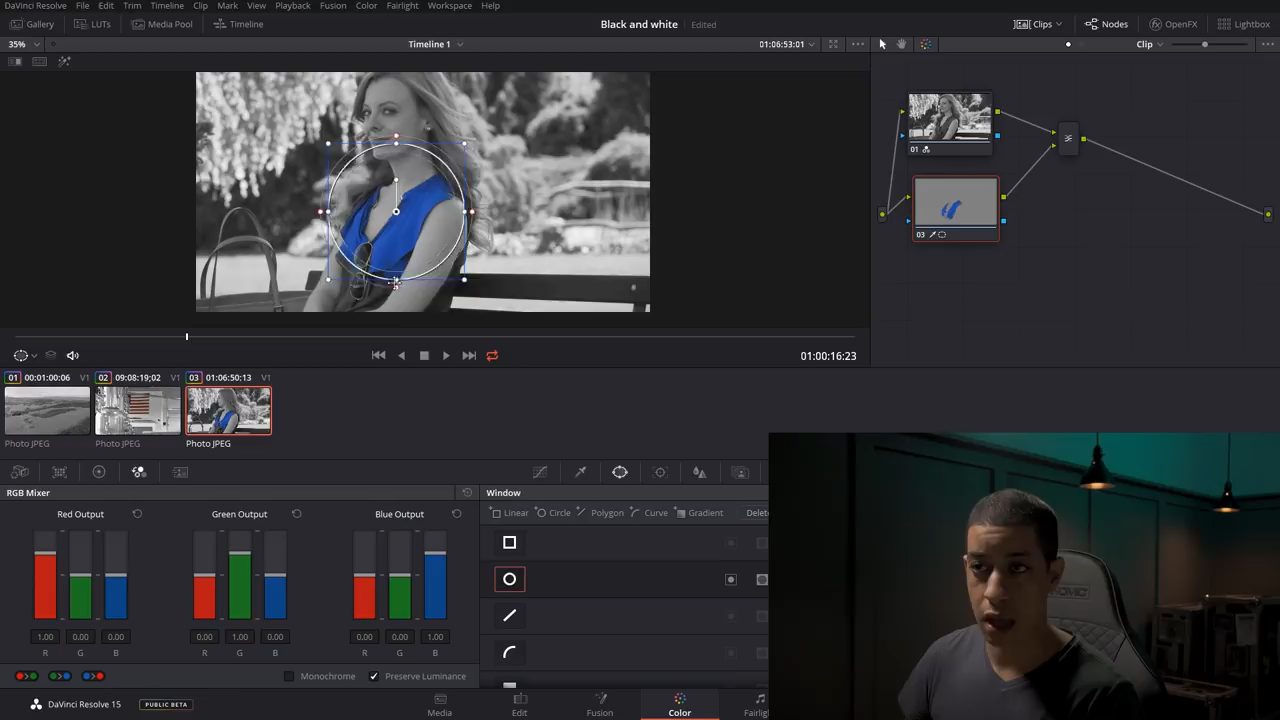 DaVinci Resolve File Edit Trim Timeline Clip Mark View Playback Fusion Color Fairlight Workspace Help
Gallery LUTs Media Pool Timeline Black and white Edited Clips Nodes OpenFX Lightbox
35% Timeline 1 01:06:53:01 Clip
01
03
01:00:16:23
01 00:01:00:06 V1 02 09:08:19;02 V1 03 01:06:50:13 V1
Photo JPEG Photo JPEG Photo JPEG
RGB Mixer Window
Red Output Green Output Blue Output
Linear Circle Polygon Curve Gradient Delete
1.00 0.00 0.00 0.00 1.00 0.00 0.00 0.00 1.00
R G B R G B R G B
Monochrome Preserve Luminance
DaVinci Resolve 15 PUBLIC BETA Media Edit Fusion Color Fairlig